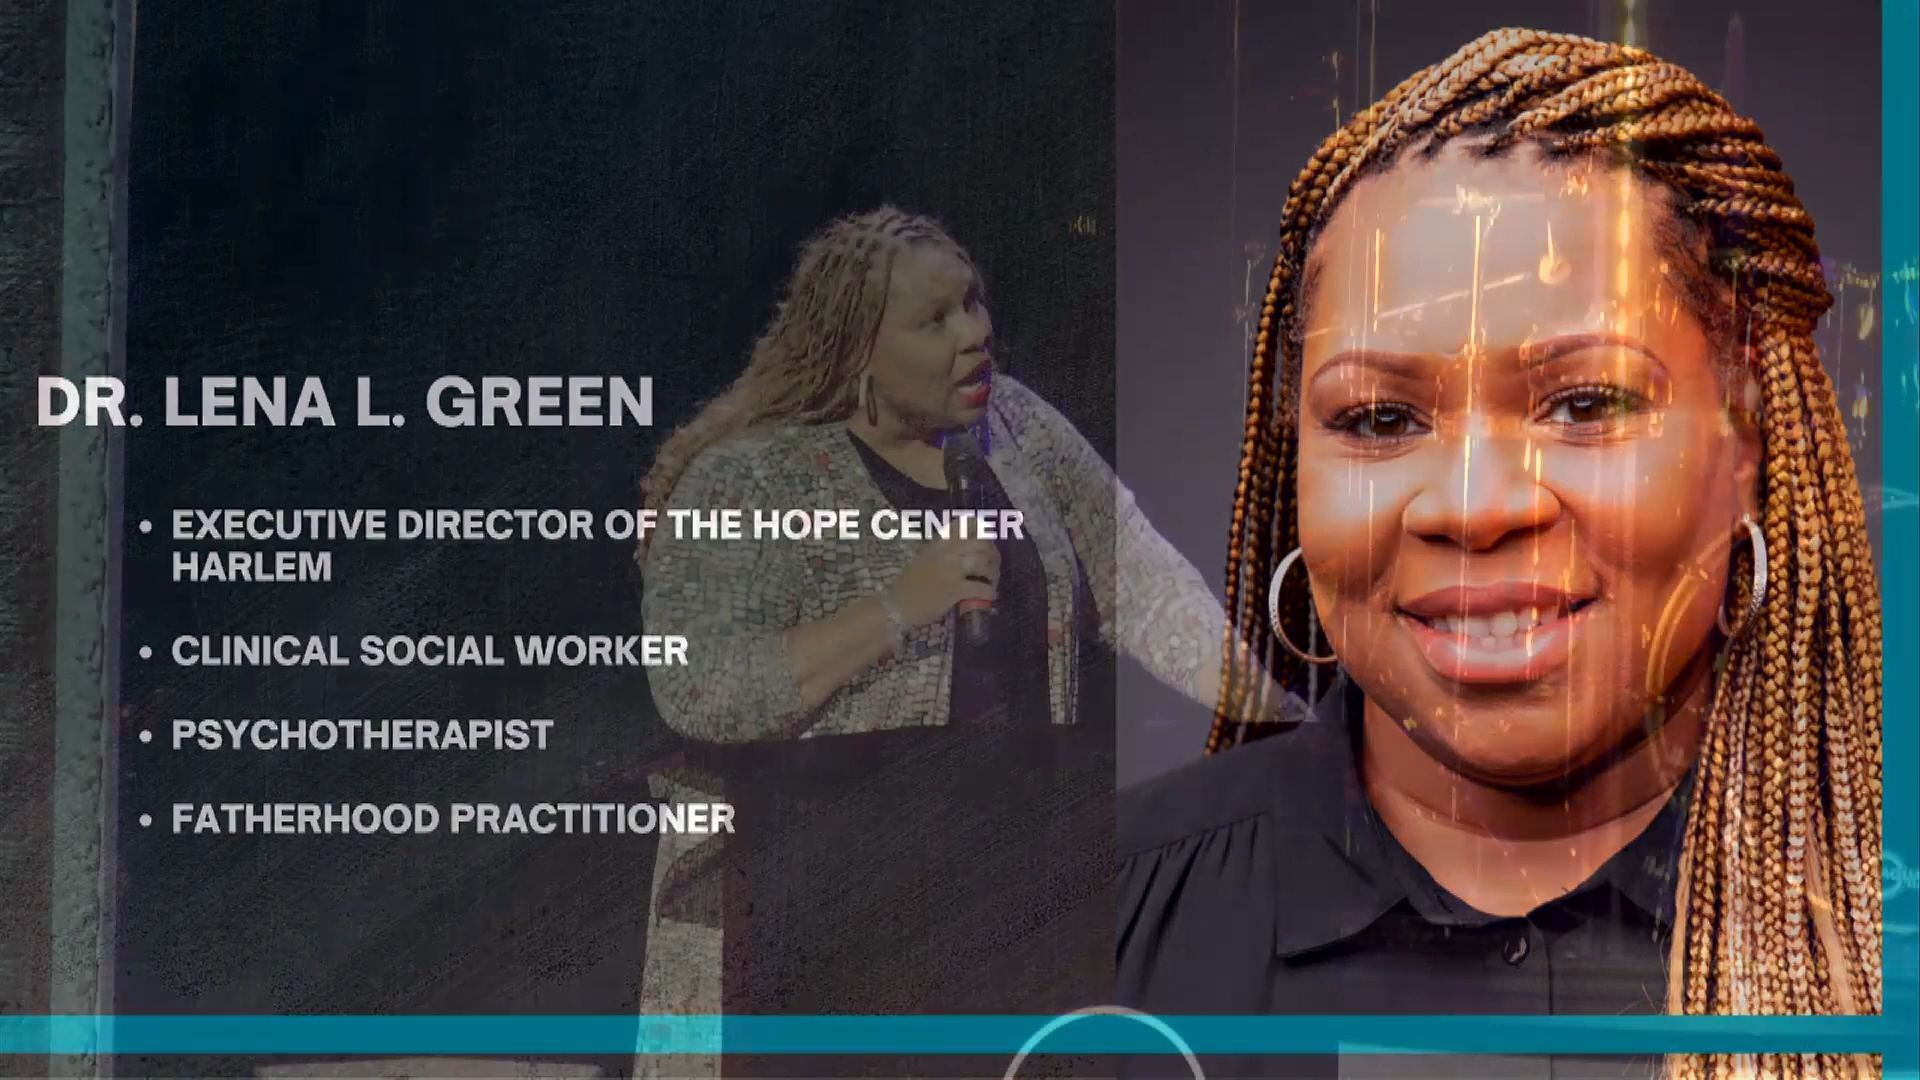 DR. LENA L. GREEN
• EXECUTIVE DIRECTOR OF THE HOPE CENTER
HARLEM
• CLINICAL SOCIAL WORKER
• PSYCHOTHERAPIST
• FATHERHOOD PRACTITIONER